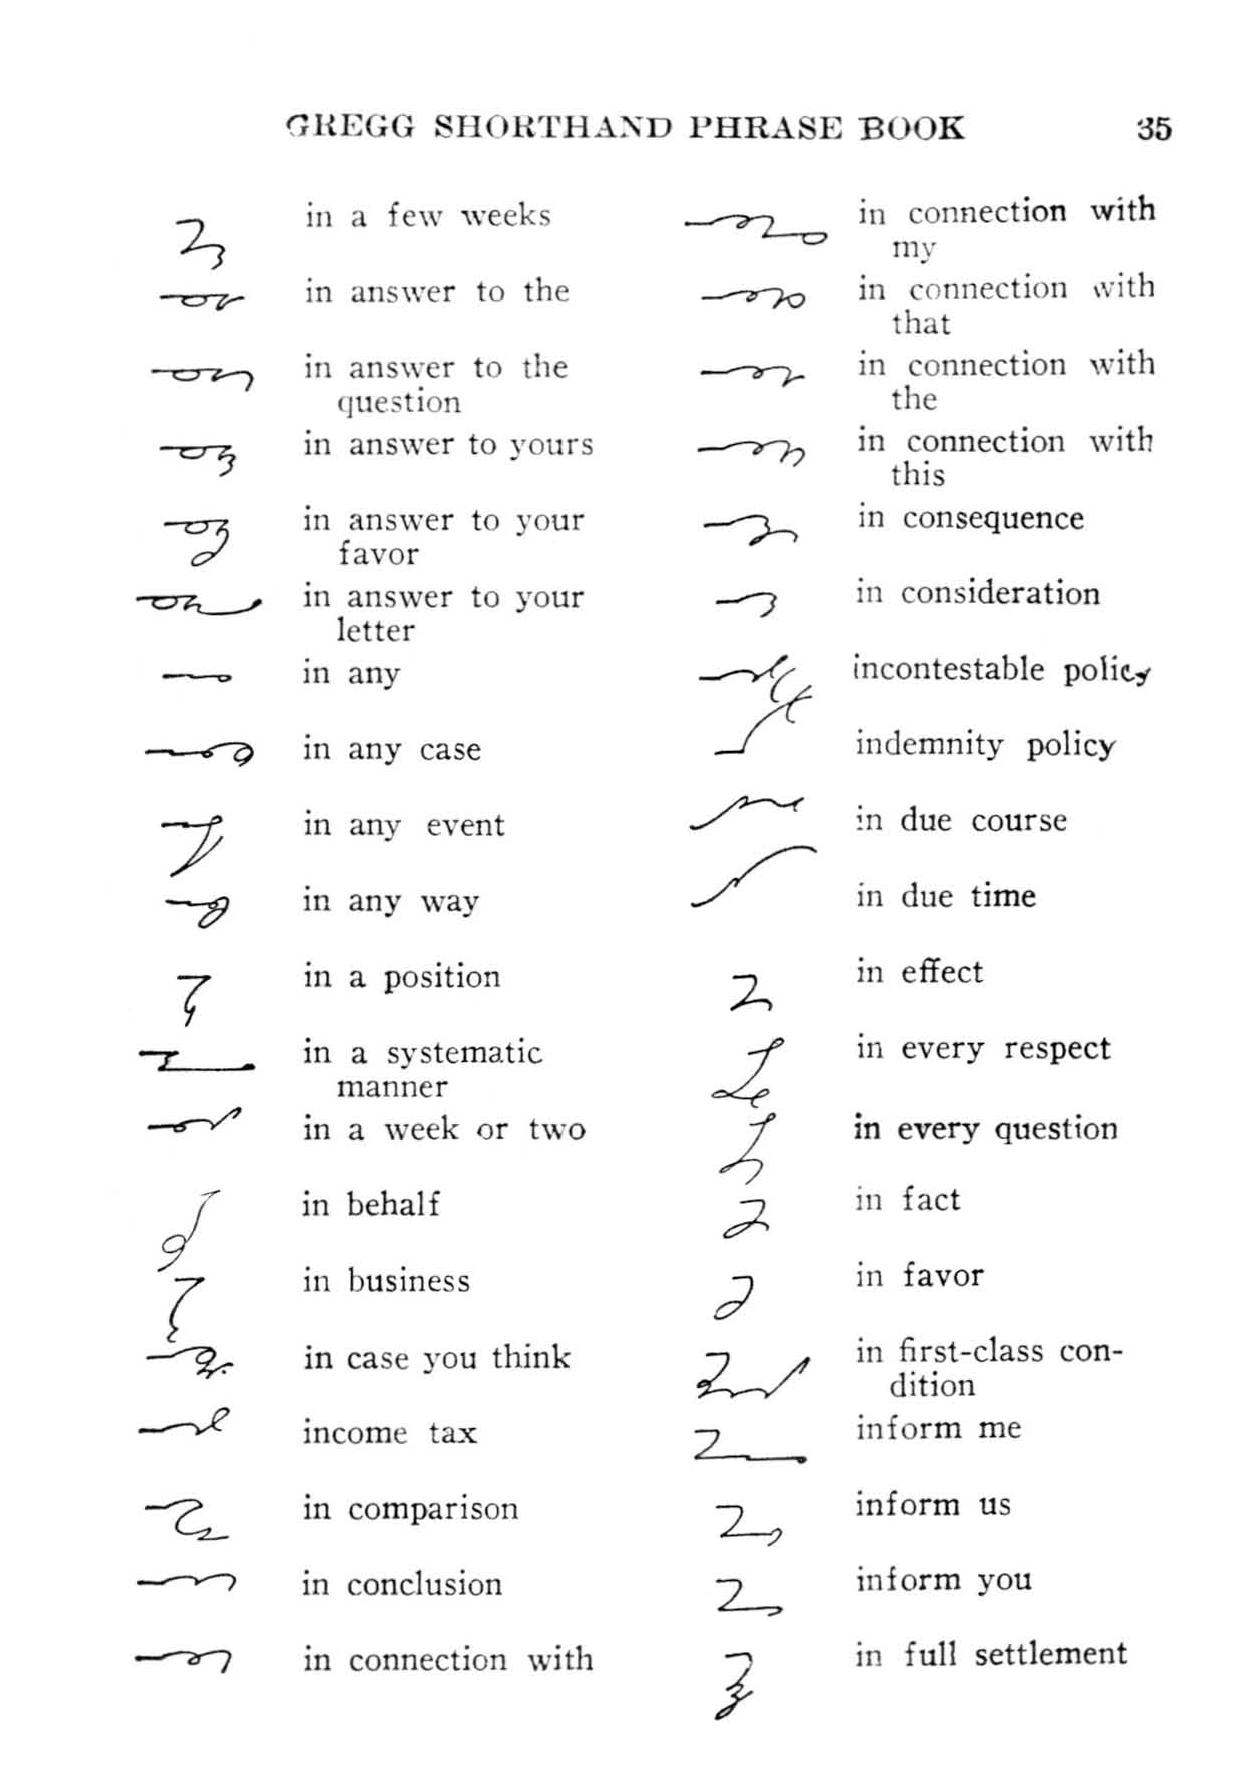 GREGG SHORTHAND PHRASE BOOK 35
in a few weeks
in answer to the
in answer to the
question
in answer to yours
in answer to your
favor
in answer to your
letter
in any
in any case
in any event
in any way
in a position
in a systematic
manner
in a week or two
in behalf
in business
in case you think
income tax
in comparison
in conclusion
in connection with
in connection with
my
in connection with
that
in connection with
the
in connection with
this
in consequence
in consideration
incontestable policy
indemnity policy
in due course
in due time
in effect
in every respect
in every question
in fact
in favor
in first-class con-
dition
inform me
inform us
inform you
in full settlement